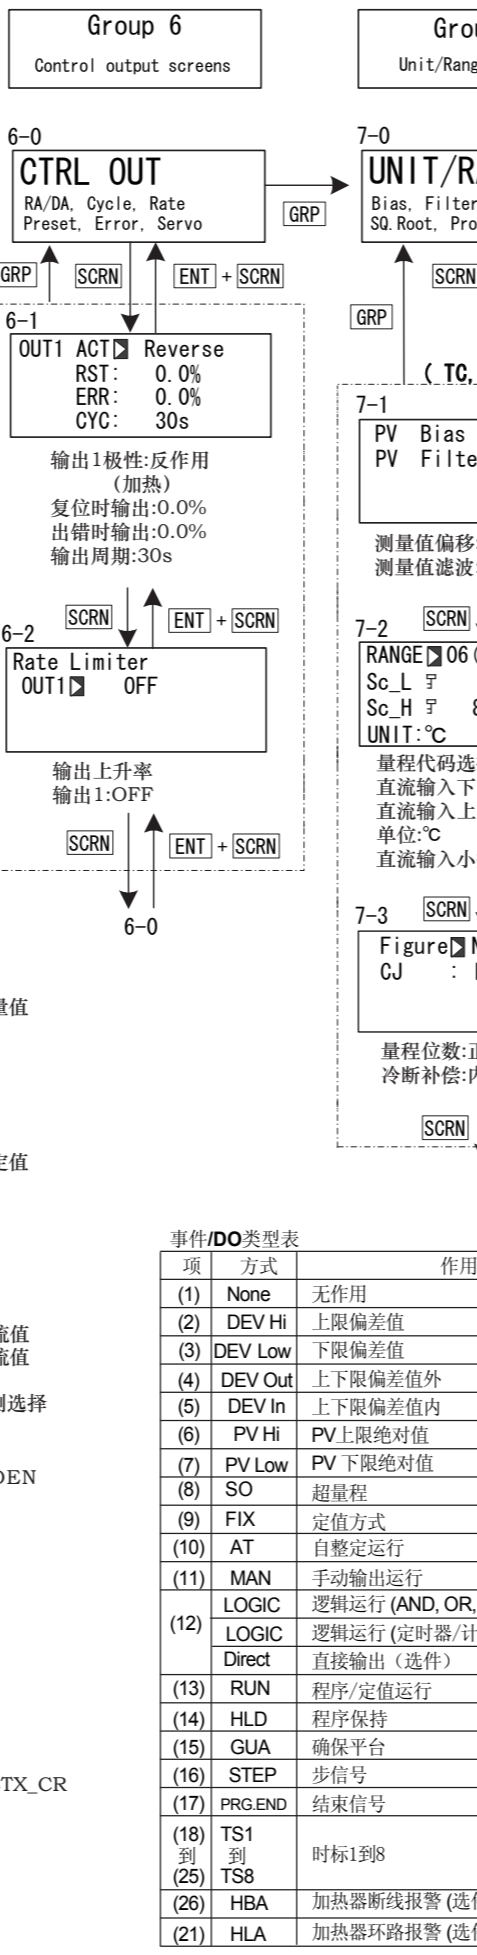 Group 6
Control output screens
6-0
CTRL OUT
RA/DA, Cycle, Rate
Preset, Error, Servo
GRP
GRP
SCRN
ENT + SCRN
6-1
OUT1 ACT Reverse
RST: 0.0%
ERR: 0.0%
CYC: 30s
输出1极性:反作用
(加热)
复位时输出:0.0%
出错时输出:0.0%
输出周期:30s
SCRN
ENT + SCRN
6-2
Rate Limiter
OUT1 OFF
输出上升率
输出1:OFF
SCRN
ENT + SCRN
6-0
量值
定值
流值
流值
测选择
DEN
TX_CR
Unit/Rang
7-0
UNIT/RA
Bias, Filter
SQ.Root, Pro
SCRN
GRP
( TC,
7-1
PV Bias
PV Filte
测量值偏移:
测量值滤波:
SCRN
7-2
RANGE 06(
Sc_L
Sc_H 8
UNIT:℃
量程代码选
直流输入下
直流输入上
单位:℃
直流输入小
SCRN
7-3
Figure N
CJ : I
量程位数:正
冷断补偿:内
SCRN
事件/DO类型表
项 方式 作用
(1) None 无作用
(2) DEV Hi 上限偏差值
(3) DEV Low 下限偏差值
(4) DEV Out 上下限偏差值外
(5) DEV In 上下限偏差值内
(6) PV Hi PV上限绝对值
(7) PV Low PV 下限绝对值
(8) SO 超量程
(9) FIX 定值方式
(10) AT 自整定运行
(11) MAN 手动输出运行
(12) LOGIC 逻辑运行 (AND, OR,
LOGIC 逻辑运行 (定时器/计
Direct 直接输出（选件）
(13) RUN 程序/定值运行
(14) HLD 程序保持
(15) GUA 确保平台
(16) STEP 步信号
(17) PRG.END 结束信号
(18) TS1
到 到 时标1到8
(25) TS8
(26) HBA 加热器断线报警 (选件
(21) HLA 加热器环路报警 (选件